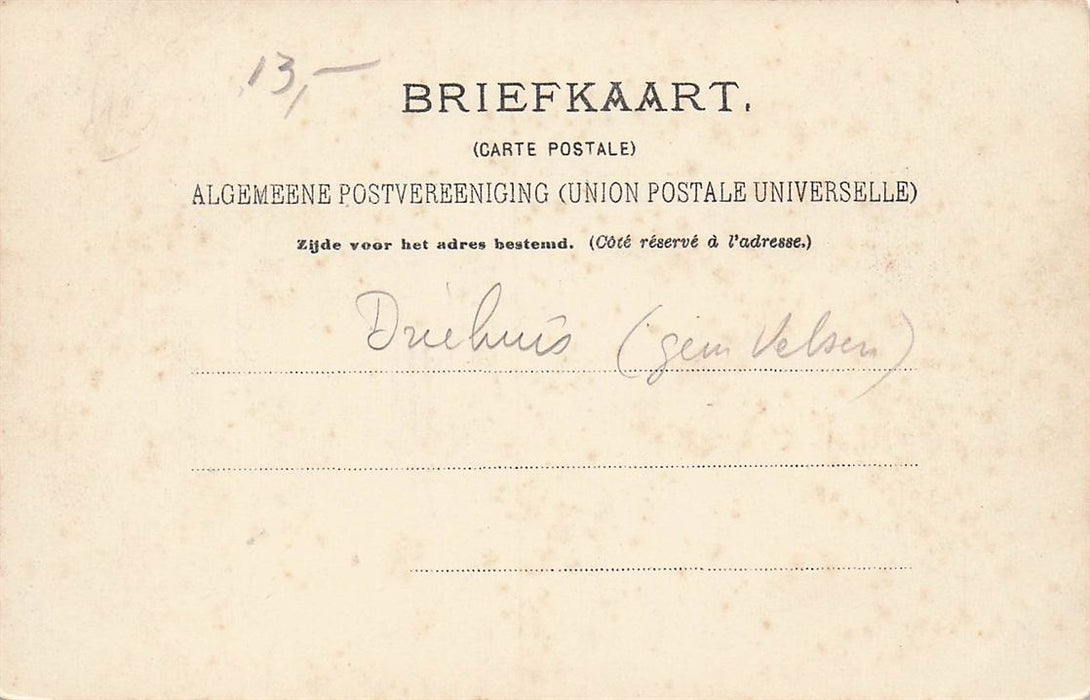 13,—
BRIEFKAART.
(CARTE POSTALE)
ALGEMEENE POSTVEREENIGING (UNION POSTALE UNIVERSELLE)
Zijde voor het adres bestemd. (Côté réservé à l'adresse.)
Driehuis (gem Velsen)